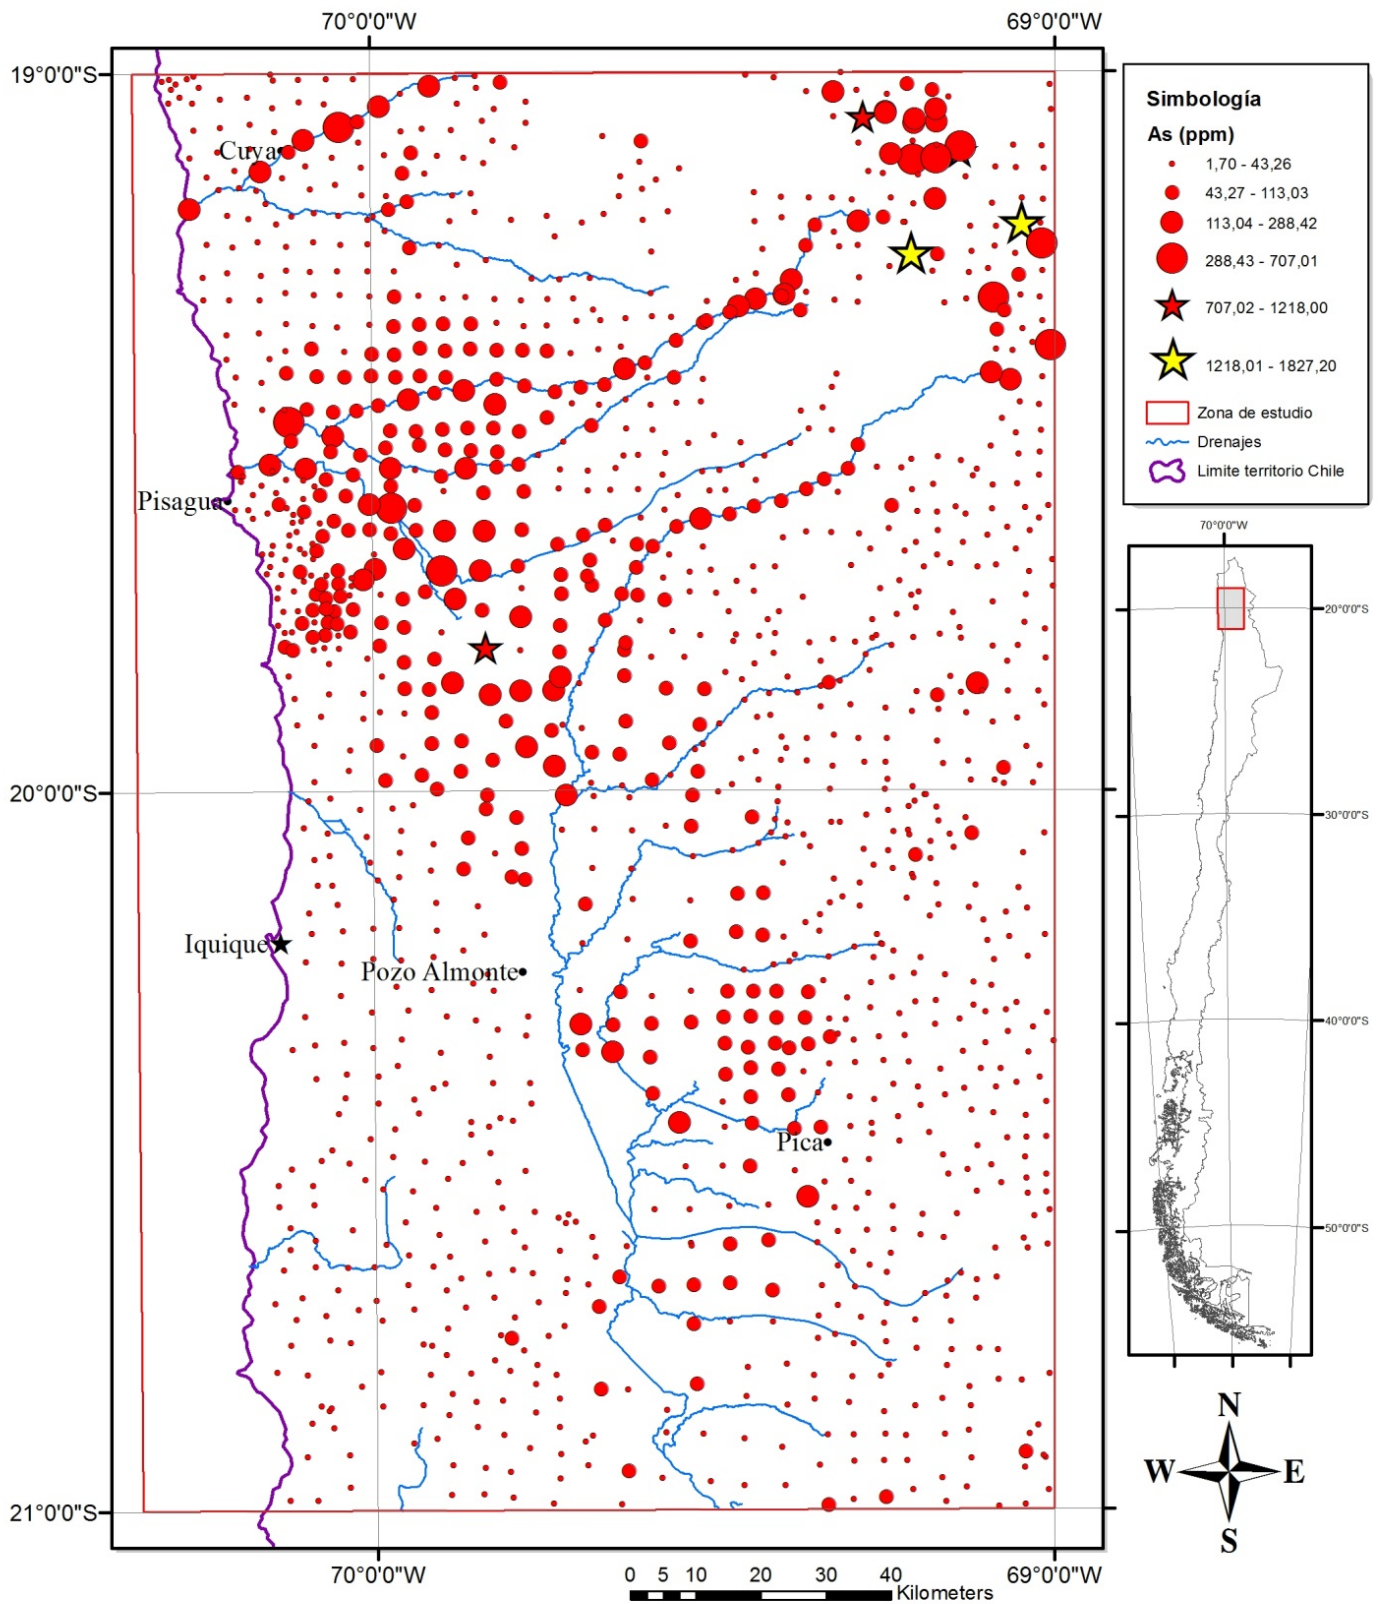 70°0'0"W
69°0'0"W
19°0'0"S
Simbología
As (ppm)
1,70 - 43,26
43,27 - 113,03
113,04 - 288,42
288,43 - 707,01
707,02 - 1218,00
1218,01 - 1827,20
Zona de estudio
Drenajes
Limite territorio Chile
Cuya
Pisagua
70°0'0"W
20°0'0"S
30°0'0"S
40°0'0"S
50°0'0"S
20°0'0"S
Iquique
Pozo Almonte
Pica
N
W
E
S
21°0'0"S
70°0'0"W
69°0'0"W
0 5 10 20 30 40
Kilometers